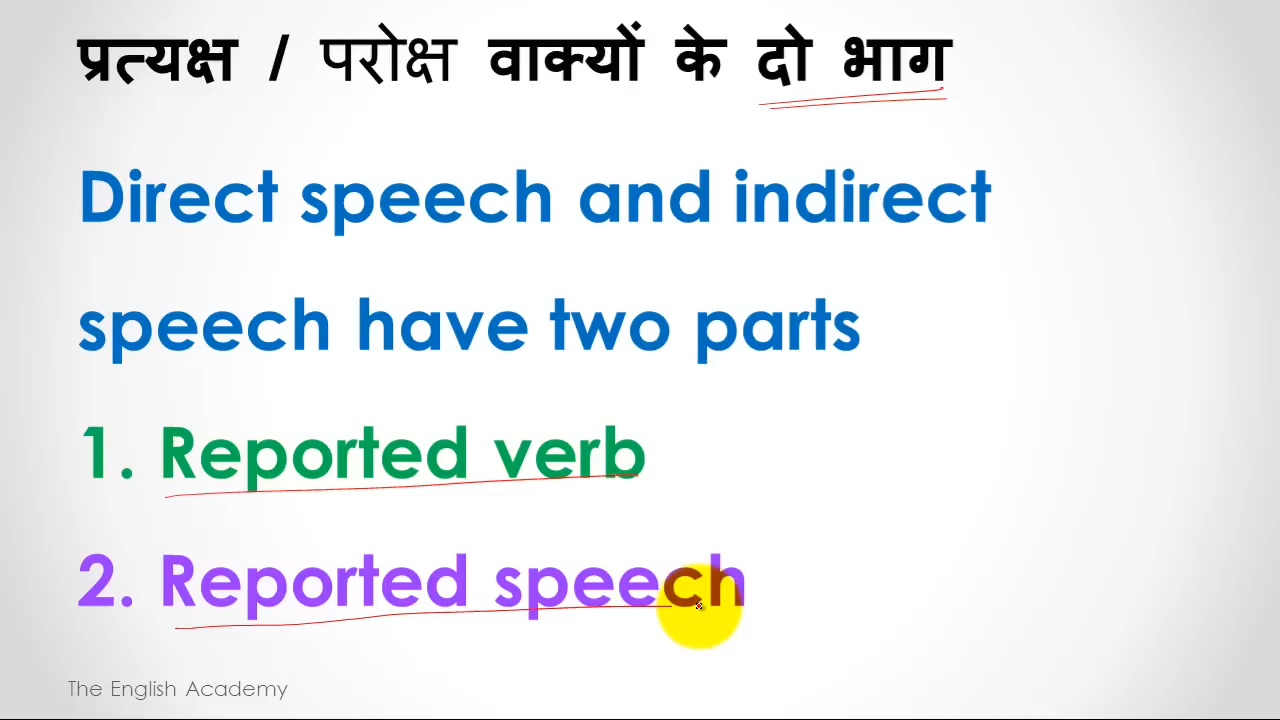 प्रत्यक्ष / परोक्ष वाक्यों के दो भाग
Direct speech and indirect
speech have two parts
1. Reported verb
2. Reported speech
The English Academy